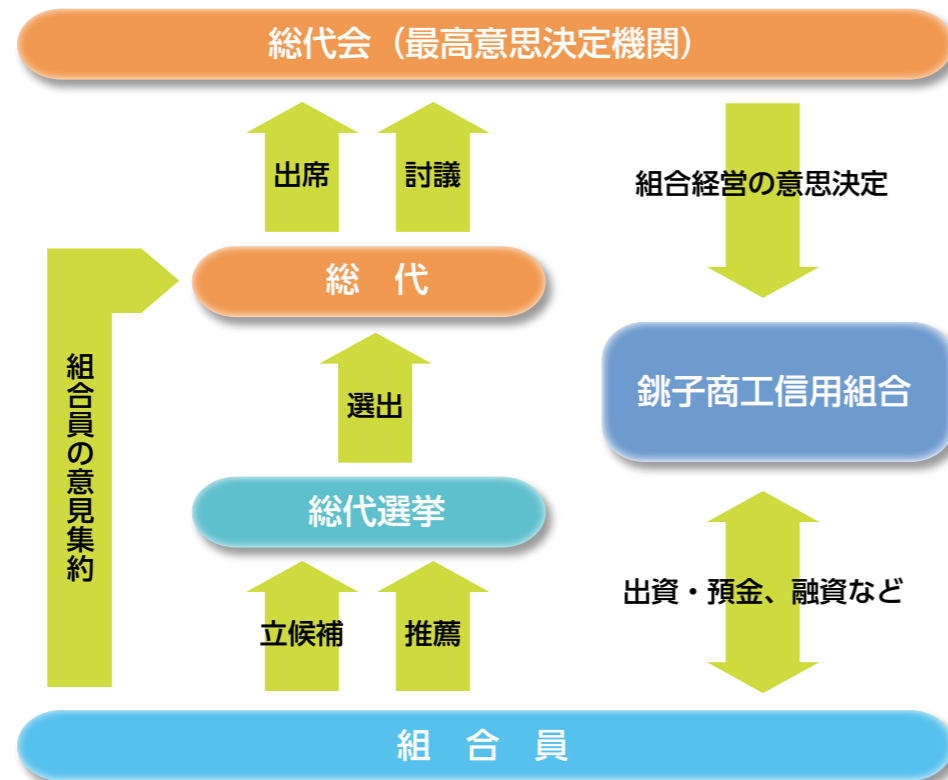 総代会（最高意思決定機関）
出席
討議
組合経営の意思決定
総　代
組合員の意見集約
選出
銚子商工信用組合
総代選挙
立候補
推薦
出資・預金、融資など
組　合　員